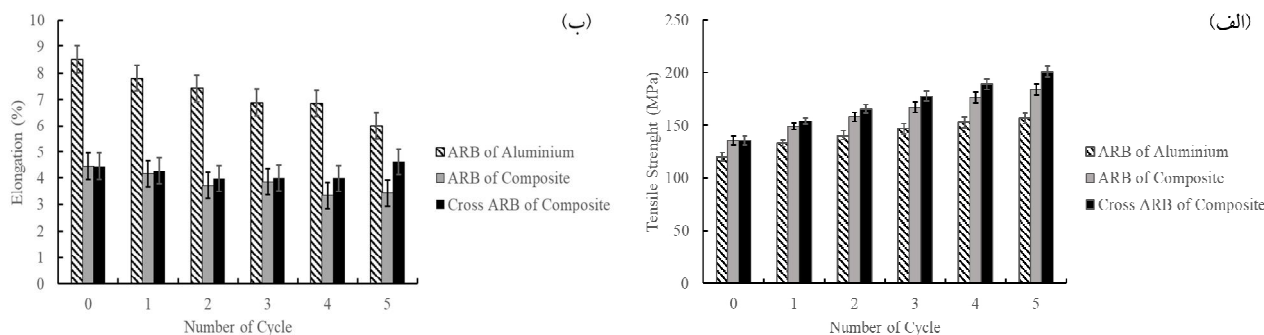 (ب)
10
9
8
7
6
5
4
3
2
1
0
Elongation (%)
0 1 2 3 4 5
Number of Cycle
ARB of Aluminium
ARB of Composite
Cross ARB of Composite
(الف)
250
200
150
100
50
0
Tensile Strenght (MPa)
0 1 2 3 4 5
Number of Cycle
ARB of Aluminium
ARB of Composite
Cross ARB of Composite